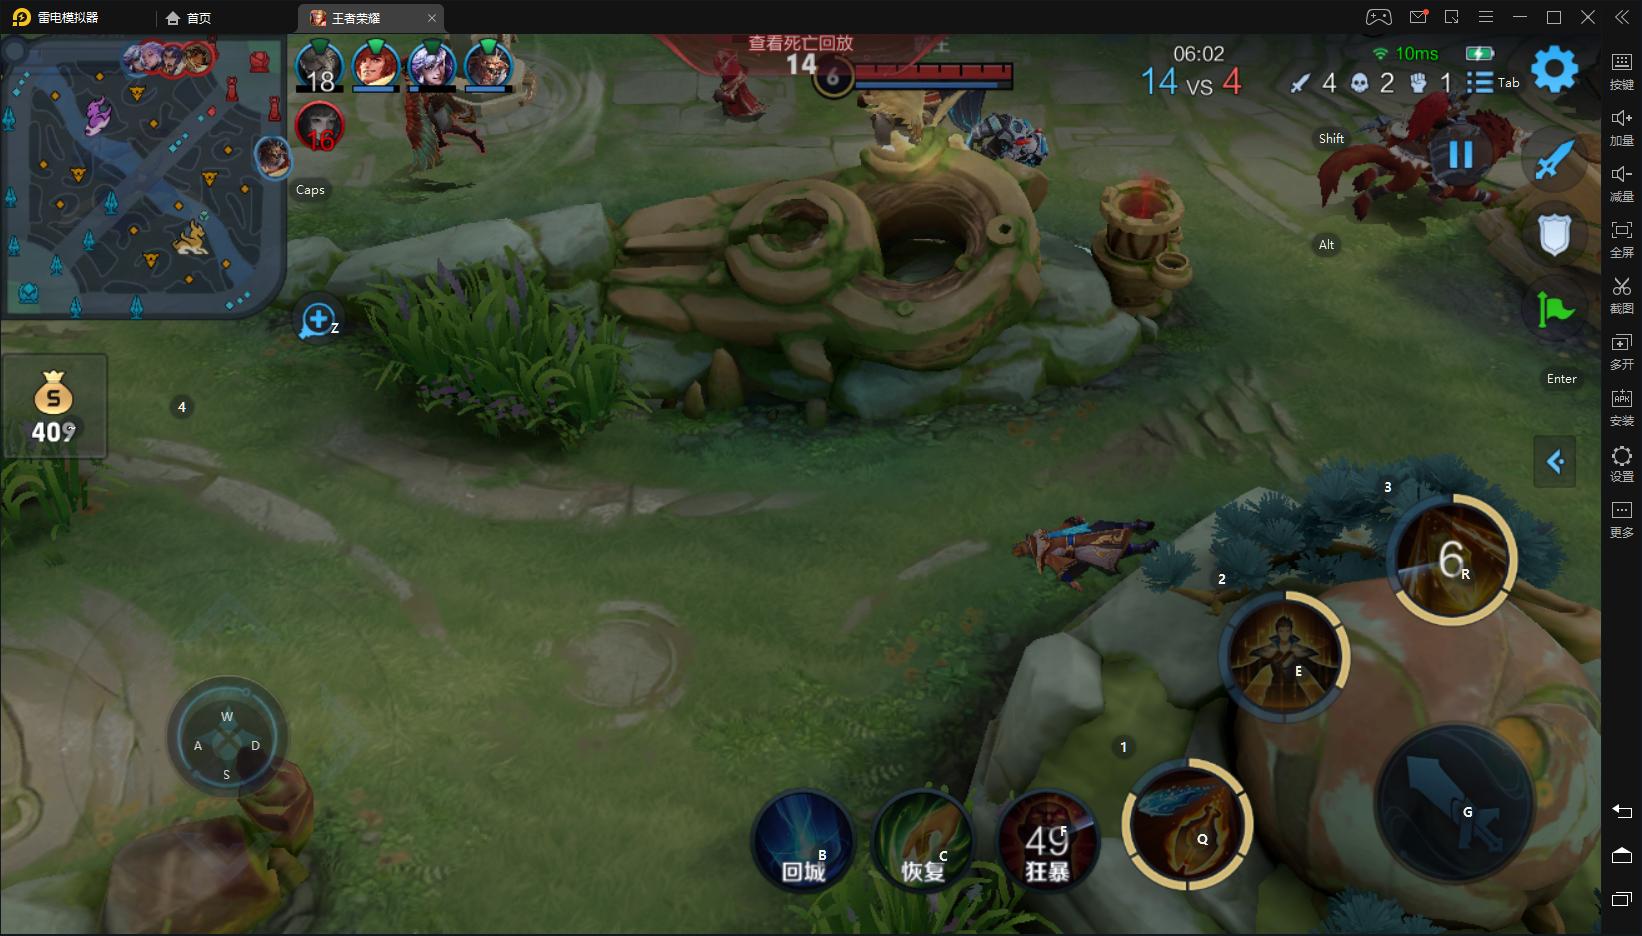 雷电模拟器
首页
王者荣耀
查看死亡回放
14
6
06:02
10ms
14 VS 4
4
2
1
Tab
18
16
Caps
Shift
Alt
Z
409
4
Enter
3
6
R
2
E
W
A
D
S
1
Q
G
B
回城
C
恢复
49
F
狂暴
按键
加量
减量
全屏
截图
多开
APK
安装
设置
更多